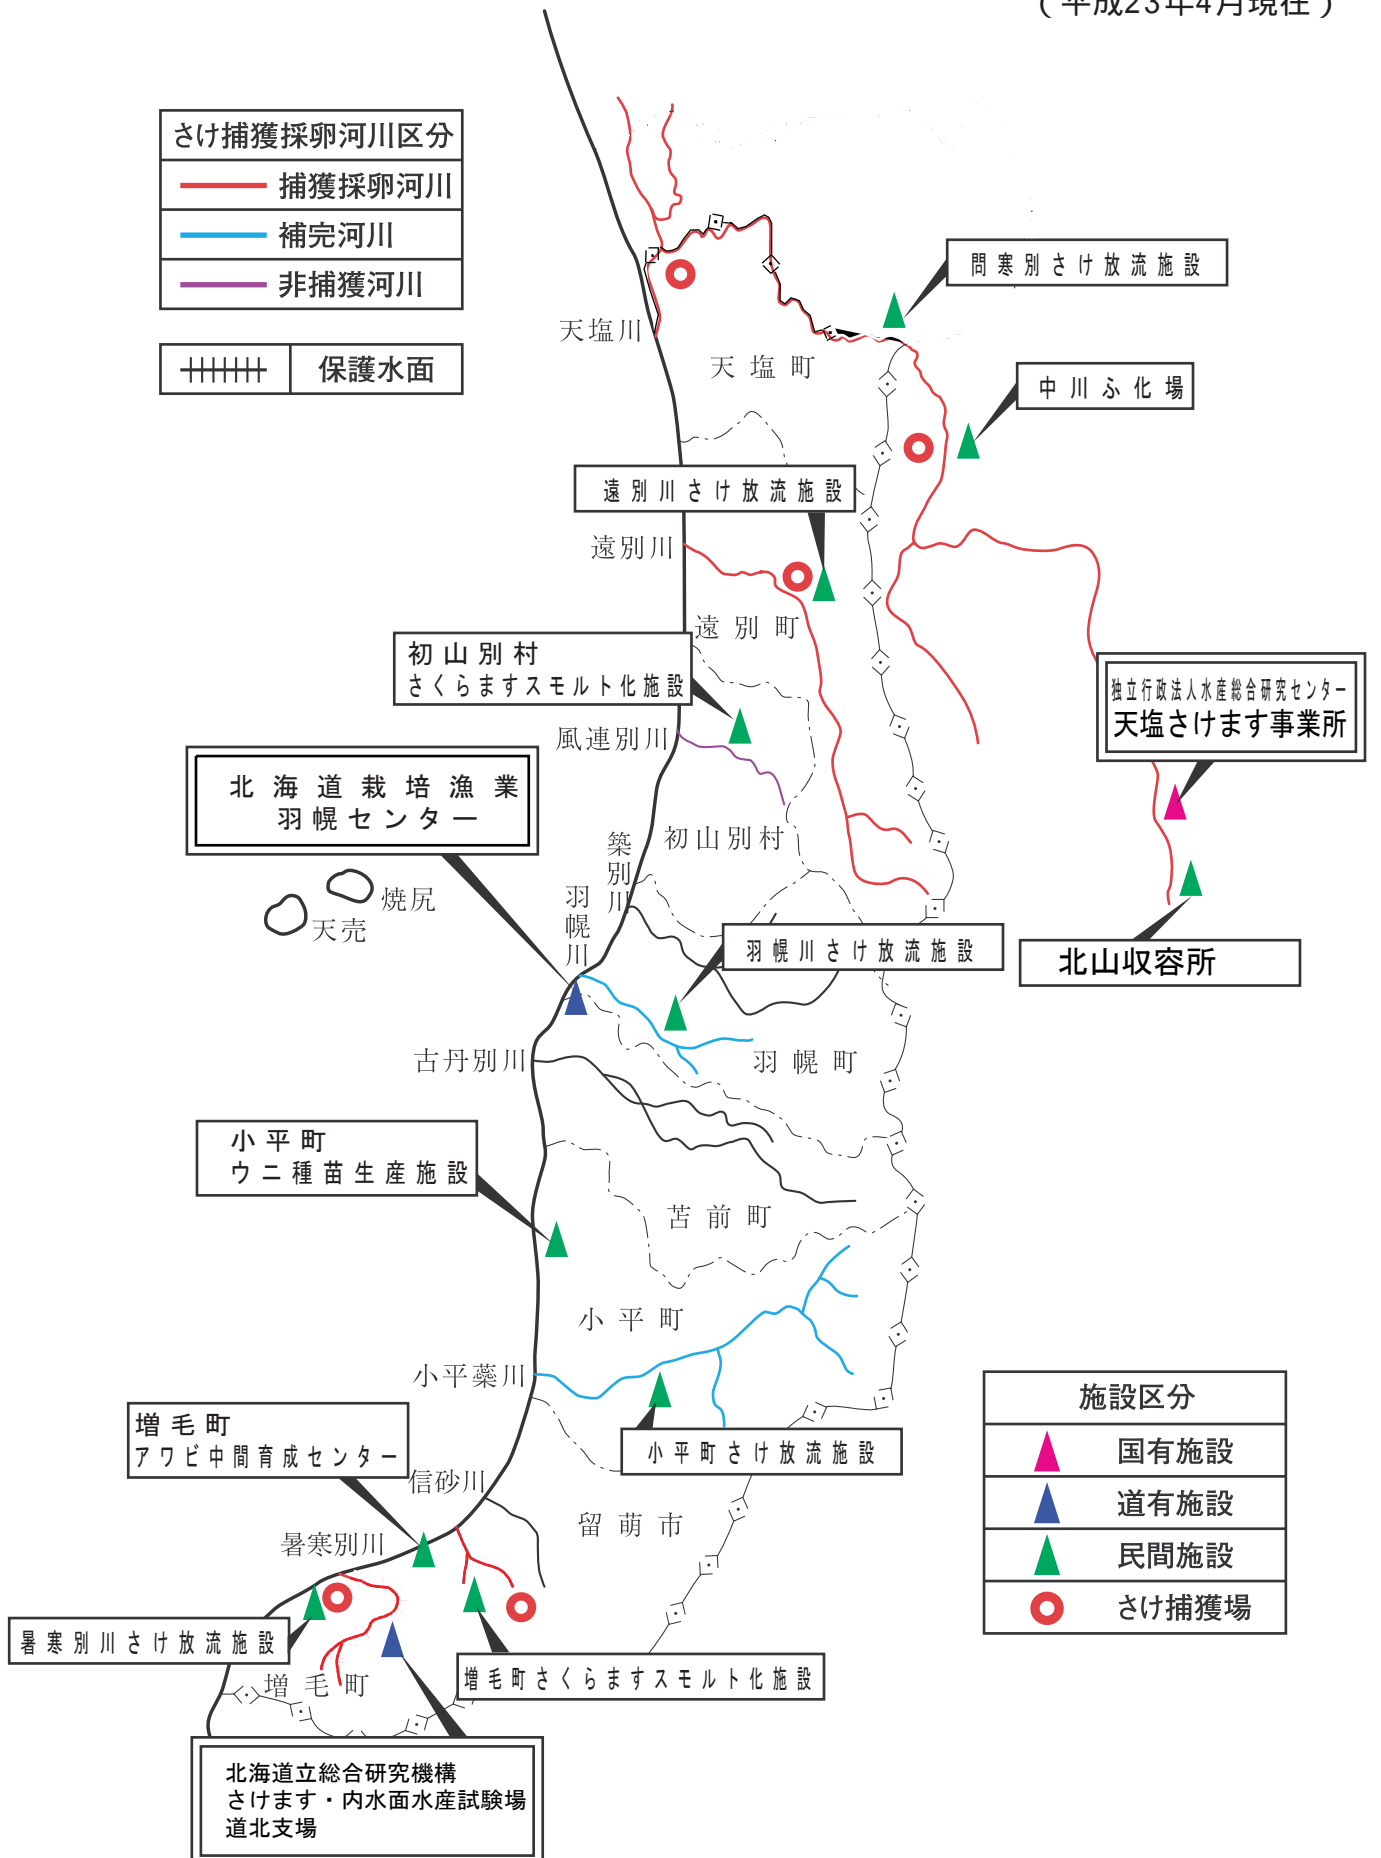 （平成23年4月現在）
さけ捕獲採卵河川区分
捕獲採卵河川
補完河川
非捕獲河川
保護水面
問寒別さけ放流施設
天塩川
天塩町
中川ふ化場
遠別川さけ放流施設
遠別川
遠別町
初山別村
さくらますスモルト化施設
独立行政法人水産総合研究センター
天塩さけます事業所
風連別川
北海道栽培漁業
羽幌センター
初山別村
築別川
焼尻
天売
羽幌川
羽幌川さけ放流施設
北山収容所
古丹別川
羽幌町
小平町
ウニ種苗生産施設
苫前町
小平町
小平蘂川
施設区分
国有施設
道有施設
民間施設
さけ捕獲場
増毛町
アワビ中間育成センター
小平町さけ放流施設
信砂川
留萌市
暑寒別川
暑寒別川さけ放流施設
増毛町さくらますスモルト化施設
増毛町
北海道立総合研究機構
さけます・内水面水産試験場
道北支場